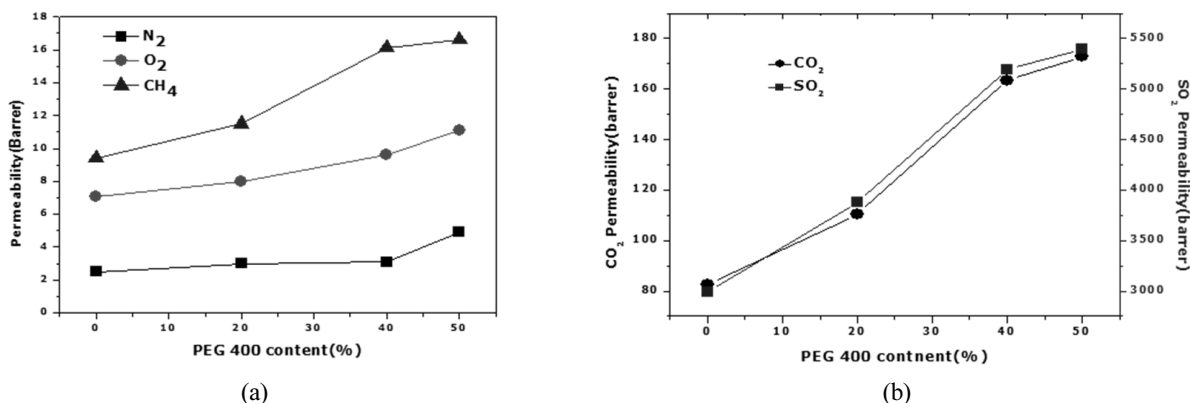 18
16
14
12
10
8
6
4
2
0
Permeability(Barrer)
N2
O2
CH4
0 10 20 30 40 50
PEG 400 content(%)
(a)
180
160
140
120
100
80
CO2 Permeability(barrer)
CO2
SO2
5500
5000
4500
4000
3500
3000
SO2 Permeability(barrer)
0 10 20 30 40 50
PEG 400 contnent(%)
(b)